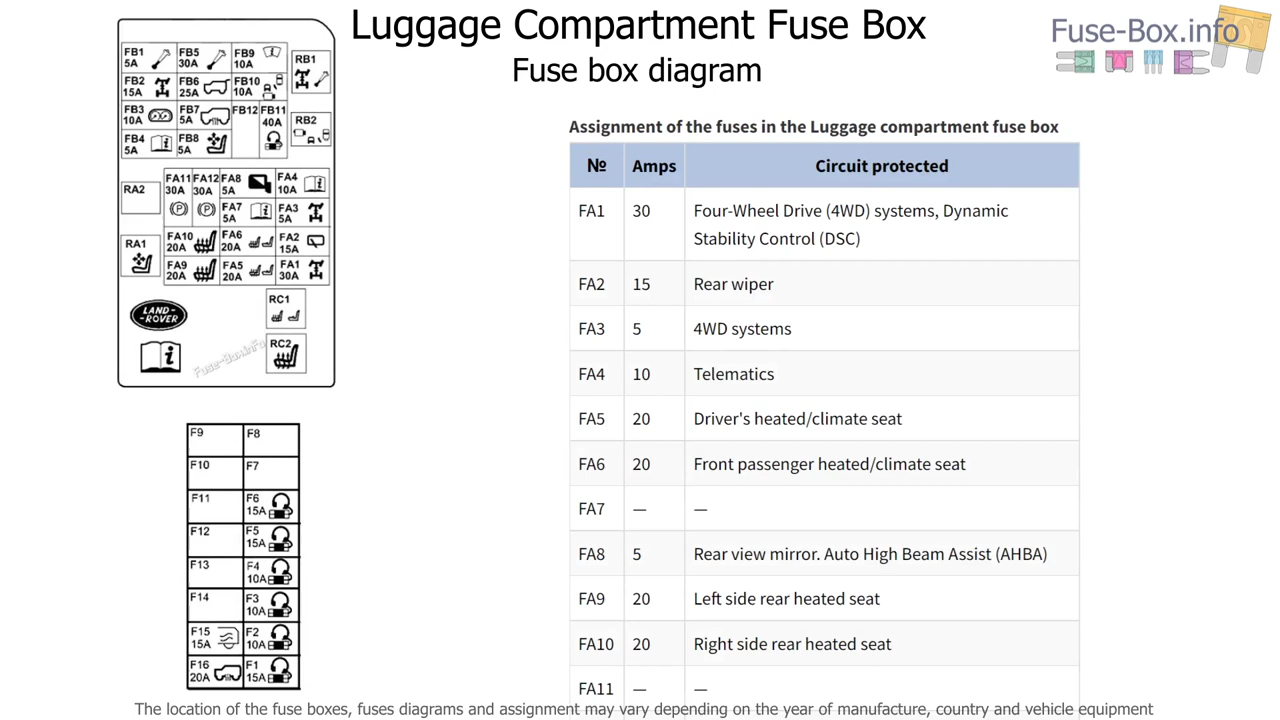 Luggage Compartment Fuse Box
Fuse box diagram
Fuse-Box.info
FB1 5A FB5 30A FB9 10A RB1
FB2 15A FB6 25A FB10 10A
FB3 10A FB7 5A FB12 FB11 40A RB2
FB4 5A FB8 5A
RA2 FA11 30A FA12 30A FA8 5A FA4 10A
FA7 5A FA3 5A
RA1 FA10 20A FA6 20A FA2 15A
FA9 20A FA5 20A FA1 30A
LAND-
-ROVER
RC1
RC2
Fuse-Box.info
F9 F8
F10 F7
F11 F6 15A
F12 F5 15A
F13 F4 10A
F14 F3 10A
F15 15A F2 10A
F16 20A F1 15A
Assignment of the fuses in the Luggage compartment fuse box
№ Amps Circuit protected
FA1 30 Four-Wheel Drive (4WD) systems, Dynamic
Stability Control (DSC)
FA2 15 Rear wiper
FA3 5 4WD systems
FA4 10 Telematics
FA5 20 Driver's heated/climate seat
FA6 20 Front passenger heated/climate seat
FA7 — —
FA8 5 Rear view mirror. Auto High Beam Assist (AHBA)
FA9 20 Left side rear heated seat
FA10 20 Right side rear heated seat
FA11 — —
The location of the fuse boxes, fuses diagrams and assignment may vary depending on the year of manufacture, country and vehicle equipment